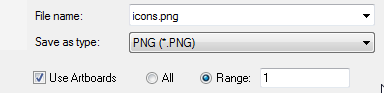 File name: icons.png
Save as type: PNG (*.PNG)
Use Artboards All Range: 1